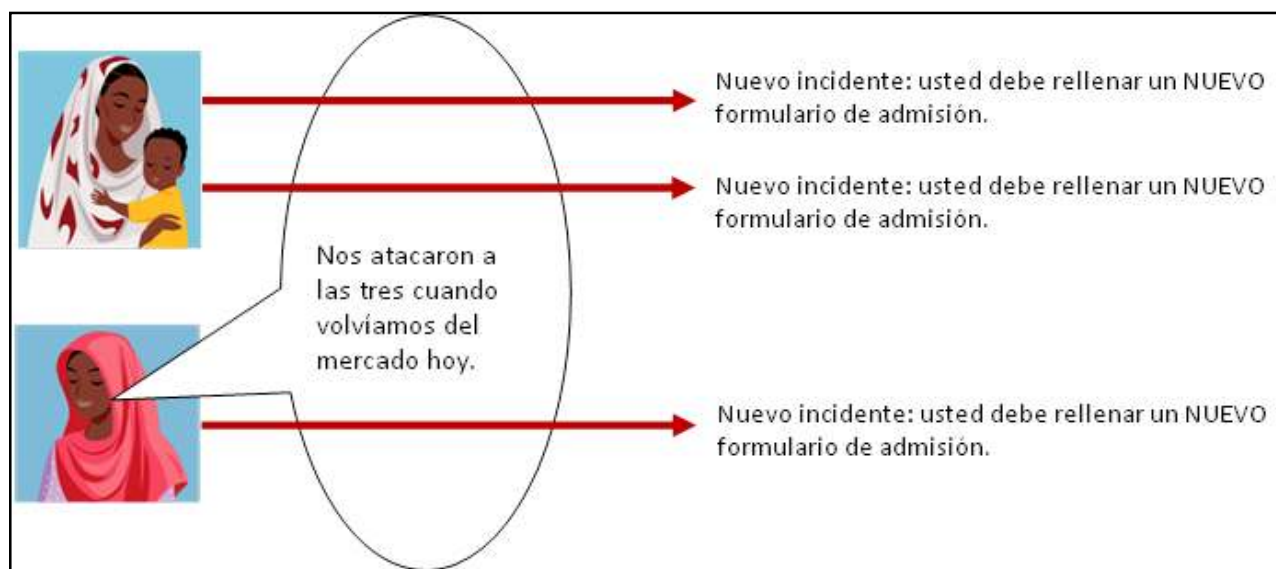 Nuevo incidente: usted debe rellenar un NUEVO
formulario de admisión.
Nuevo incidente: usted debe rellenar un NUEVO
formulario de admisión.
Nos atacaron a
las tres cuando
volvíamos del
mercado hoy.
Nuevo incidente: usted debe rellenar un NUEVO
formulario de admisión.